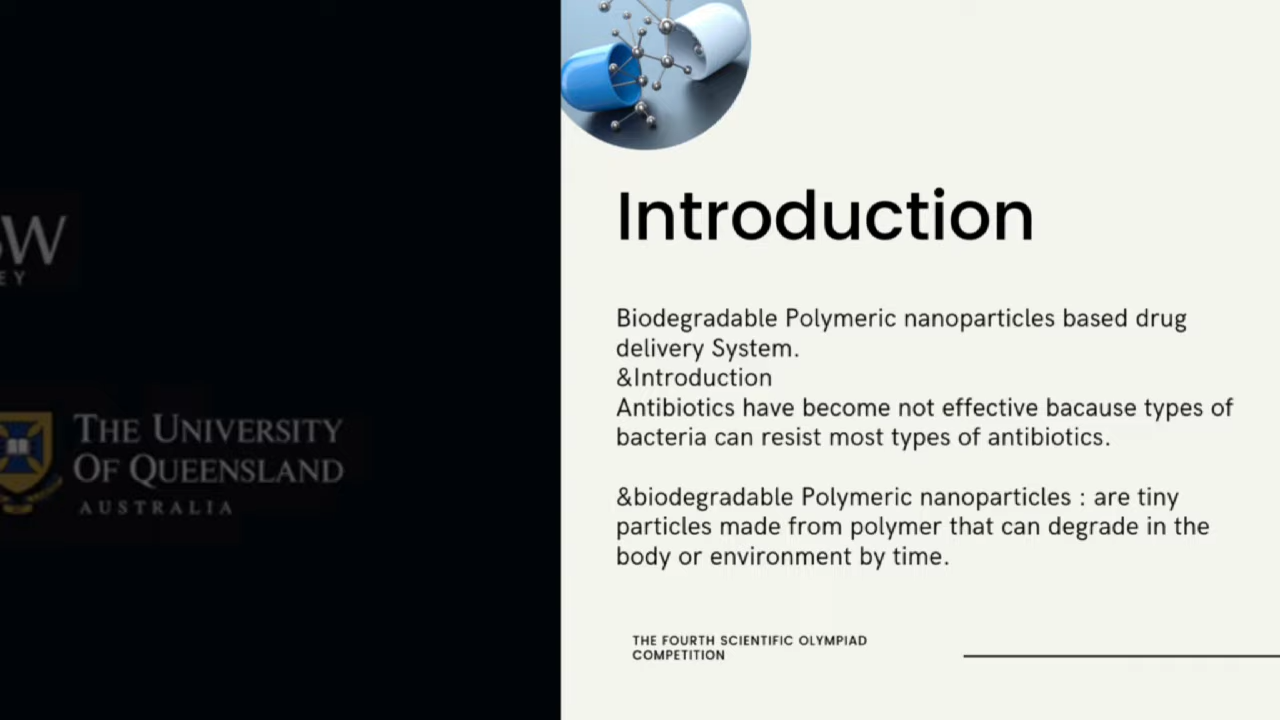 EY
THE UNIVERSITY
OF QUEENSLAND
AUSTRALIA
Introduction
Biodegradable Polymeric nanoparticles based drug
delivery System.
&Introduction
Antibiotics have become not effective bacause types of
bacteria can resist most types of antibiotics.
&biodegradable Polymeric nanoparticles : are tiny
particles made from polymer that can degrade in the
body or environment by time.
THE FOURTH SCIENTIFIC OLYMPIAD
COMPETITION